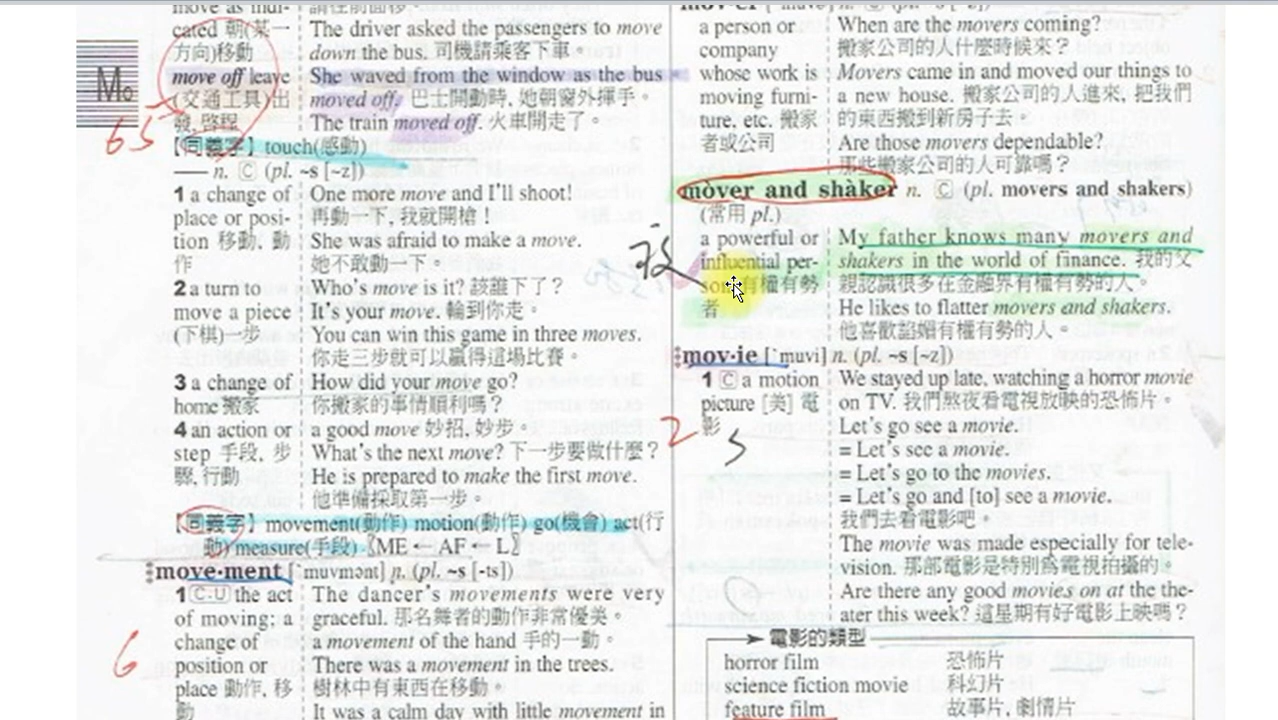 move as indi-
cated 朝(某一
方向)移動
The driver asked the passengers to move
down the bus. 司機請乘客下車。
move off leave
(交通工具)出
發, 啓程
She waved from the window as the bus
moved off. 巴士開動時, 她朝窗外揮手。
The train moved off. 火車開走了。
【同義字】touch(感動)
— n. C (pl. ~s [-z])
1 a change of
place or posi-
tion 移動, 動
作
One more move and I'll shoot!
再動一下, 我就開槍！
She was afraid to make a move.
她不敢動一下。
2 a turn to
move a piece
(下棋)一步
Who's move is it? 該誰下了？
It's your move. 輪到你走。
You can win this game in three moves.
你走三步就可以贏得這場比賽。
3 a change of
home 搬家
How did your move go?
你搬家的事情順利嗎？
4 an action or
step 手段, 步
驟, 行動
a good move 妙招, 妙步。
What's the next move? 下一步要做什麼？
He is prepared to make the first move.
他準備採取第一步。
【同義字】movement(動作) motion(動作) go(機會) act(行
動) measure(手段)〖ME ← AF ← L〗
move·ment [ˋmuvmənt] n. (pl. ~s [-ts])
1 C-U the act
of moving; a
change of
position or
place 動作, 移
動
The dancer's movements were very
graceful. 那名舞者的動作非常優美。
a movement of the hand 手的一動。
There was a movement in the trees.
樹林中有東西在移動。
It was a calm day with little movement in
Mo
65
6
a person or
company
whose work is
moving furni-
ture, etc. 搬家
者或公司
When are the movers coming?
搬家公司的人什麼時候來？
Movers came in and moved our things to
a new house. 搬家公司的人進來, 把我們
的東西搬到新房子去。
Are those movers dependable?
那些搬家公司的人可靠嗎？
mòver and shàker n. C (pl. movers and shakers)
(常用 pl.)
a powerful or
influential per-
son 有權有勢
者
My father knows many movers and
shakers in the world of finance. 我的父
親認識很多在金融界有權有勢的人。
He likes to flatter movers and shakers.
他喜歡諂媚有權有勢的人。
mov·ie [ˋmuvi] n. (pl. ~s [~z])
1 C a motion
picture [美] 電
影
We stayed up late, watching a horror movie
on TV. 我們熬夜看電視放映的恐怖片。
Let's go see a movie.
= Let's see a movie.
= Let's go to the movies.
= Let's go and [to] see a movie.
我們去看電影吧。
The movie was made especially for tele-
vision. 那部電影是特別爲電視拍攝的。
Are there any good movies on at the the-
ater this week? 這星期有好電影上映嗎？
2
電影的類型
horror film 恐怖片
science fiction movie 科幻片
feature film 故事片, 劇情片